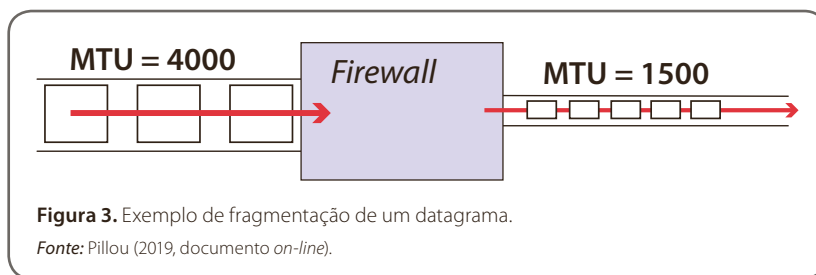 MTU = 4000
Firewall
MTU = 1500
Figura 3. Exemplo de fragmentação de um datagrama.
Fonte: Pillou (2019, documento on-line).